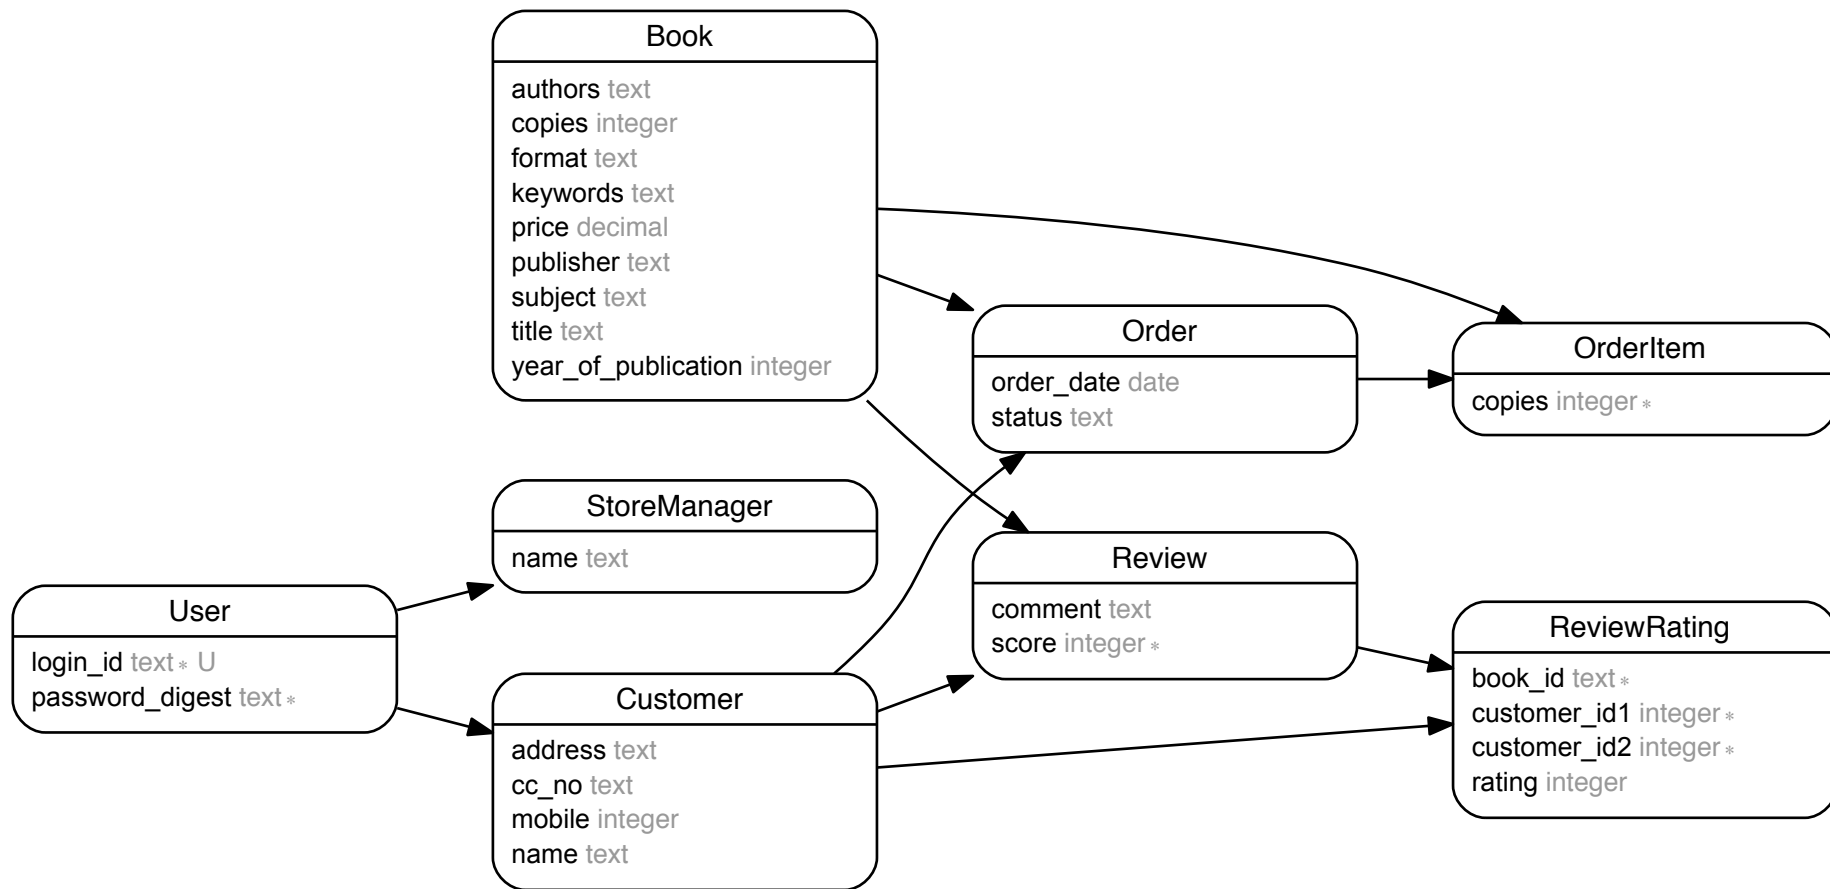 Book
authors text
copies integer
format text
keywords text
price decimal
publisher text
subject text
title text
year_of_publication integer
Order
order_date date
status text
OrderItem
copies integer *
StoreManager
name text
Review
comment text
score integer *
User
login_id text * U
password_digest text *
Customer
address text
cc_no text
mobile integer
name text
ReviewRating
book_id text *
customer_id1 integer *
customer_id2 integer *
rating integer